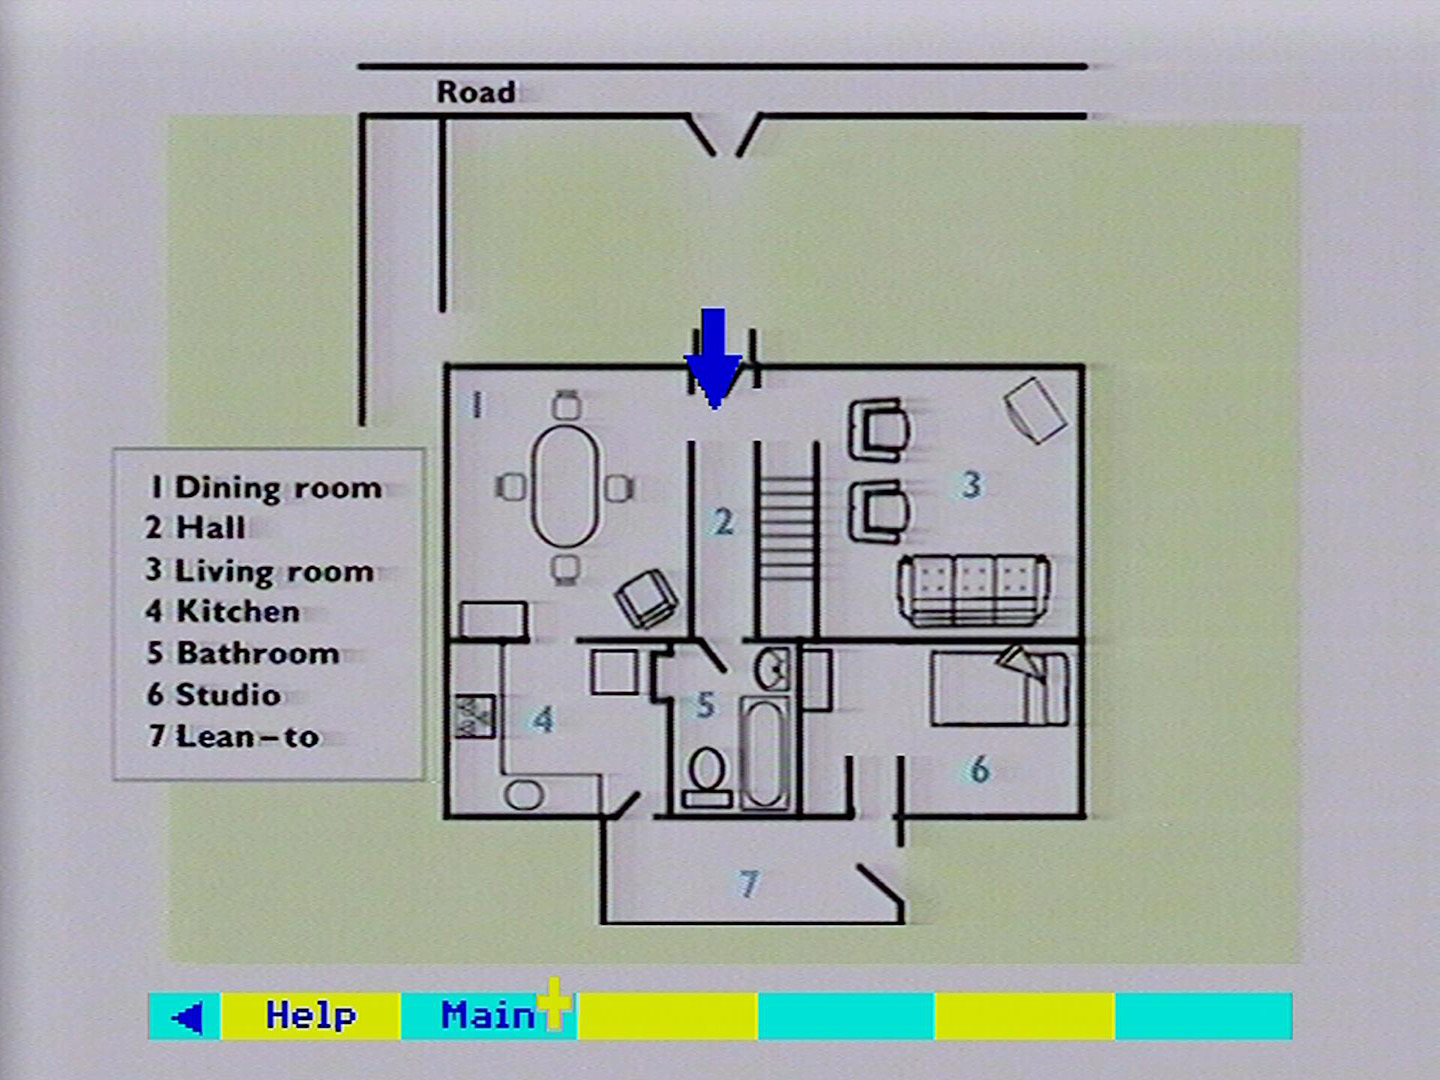 Road
1
3
2
1 Dining room
2 Hall
3 Living room
4 Kitchen
5 Bathroom
6 Studio
7 Lean-to
5
4
6
7
Help Main